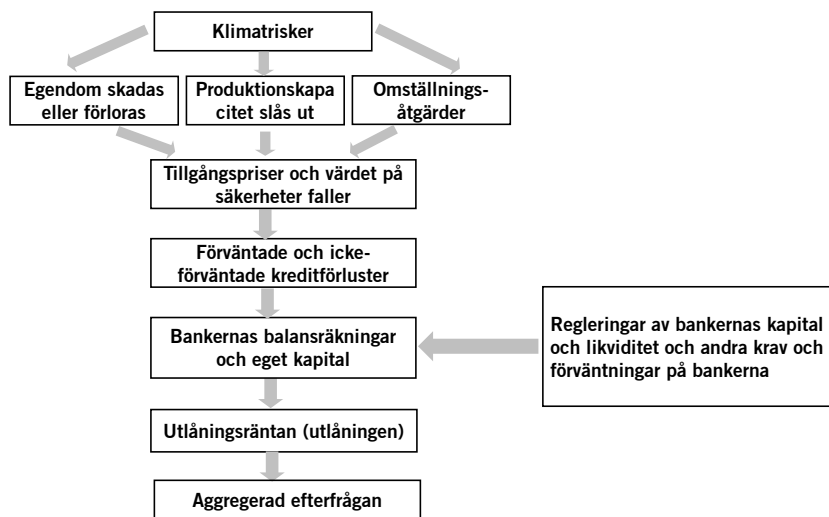 Klimatrisker
Egendom skadas
eller förloras
Produktionskapa
citet slås ut
Omställnings-
åtgärder
Tillgångspriser och värdet på
säkerheter faller
Förväntade och icke-
förväntade kreditförluster
Bankernas balansräkningar
och eget kapital
Regleringar av bankernas kapital
och likviditet och andra krav och
förväntningar på bankerna
Utlåningsräntan (utlåningen)
Aggregerad efterfrågan